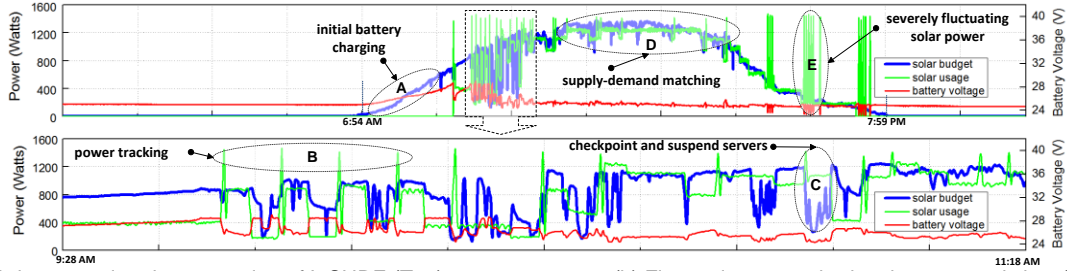 Power (Watts)
1600
1200
800
400
0
initial battery
charging
A
D
supply-demand matching
E
severely fluctuating
solar power
solar budget
solar usage
battery voltage
40
36
32
28
24
Battery Voltage (V)
6:54 AM
7:59 PM
Power (Watts)
1600
1200
800
400
0
power tracking
B
checkpoint and suspend servers
C
solar budget
solar usage
battery voltage
40
36
32
28
24
Battery Voltage (V)
9:28 AM
11:18 AM